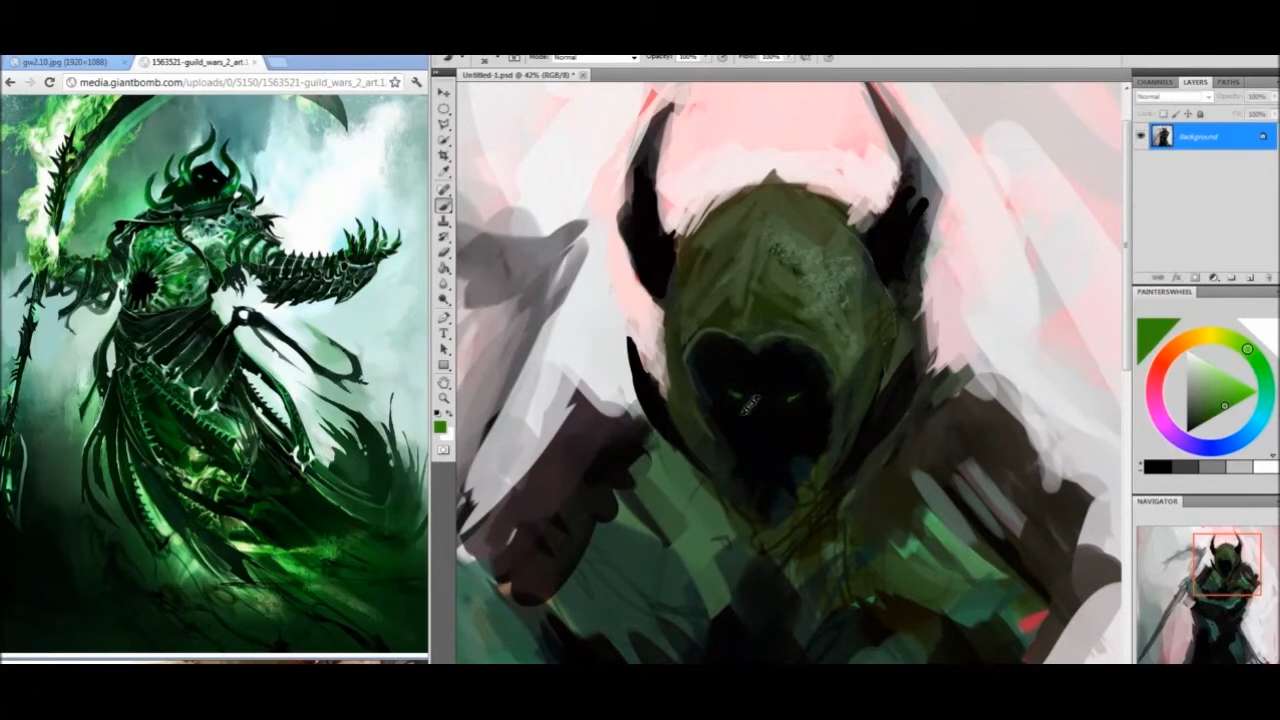 gw2.10.jpg (1920×1088)
1563521-guild_wars_2_art.1
media.giantbomb.com/uploads/0/5150/1563521-guild_wars_2_art.1
36
Mode: Normal
Opacity: 100%
Flow: 100%
Untitled-1.psd @ 42% (RGB/8) *
CHANNELS LAYERS PATHS
Normal
Opacity: 100%
Lock:
Fill: 100%
Background
PAINTERSWHEEL
NAVIGATOR